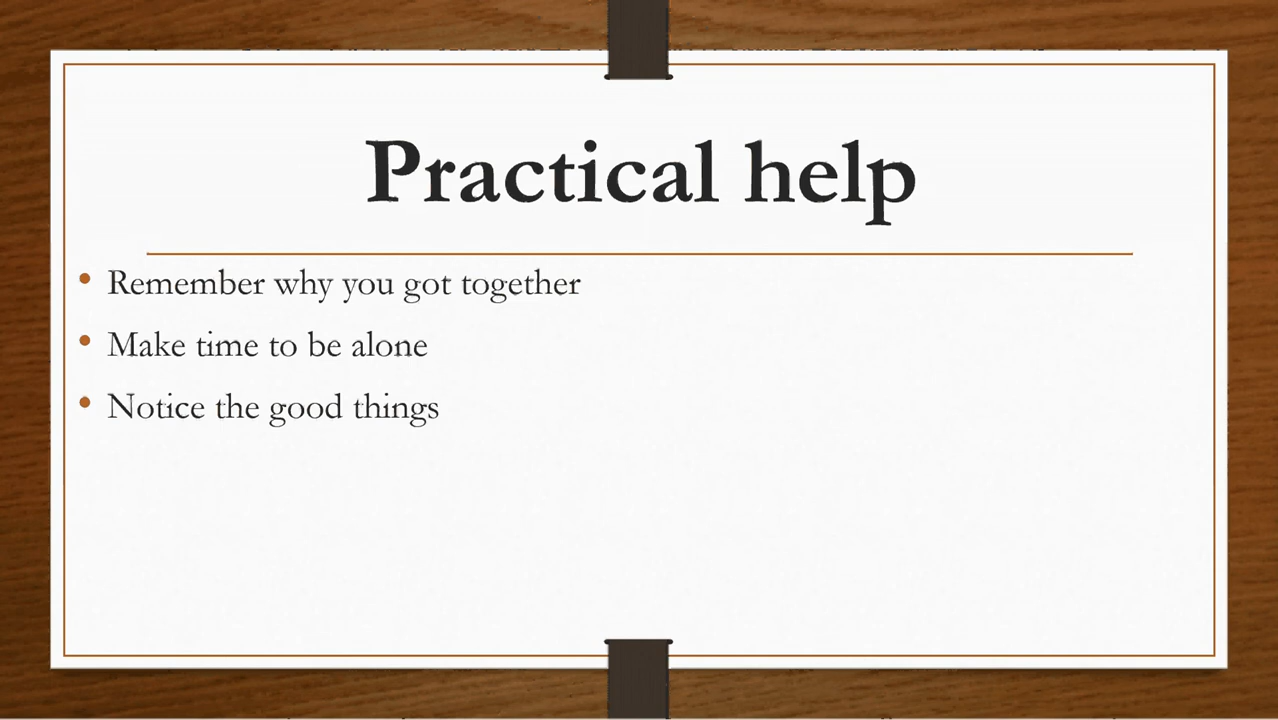 Practical help
• Remember why you got together
• Make time to be alone
• Notice the good things